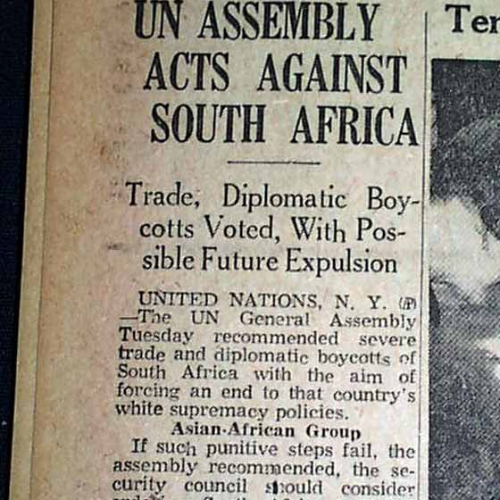 UN ASSEMBLY
ACTS AGAINST
SOUTH AFRICA
Ter
Trade, Diplomatic Boy-
cotts Voted, With Pos-
sible Future Expulsion
UNITED NATIONS, N. Y. (AP)
—The UN General Assembly
Tuesday recommended severe
trade and diplomatic boycotts of
South Africa with the aim of
forcing an end to that country's
white supremacy policies.
Asian-African Group
If such punitive steps fail, the
assembly recommended, the se-
curity council should consider